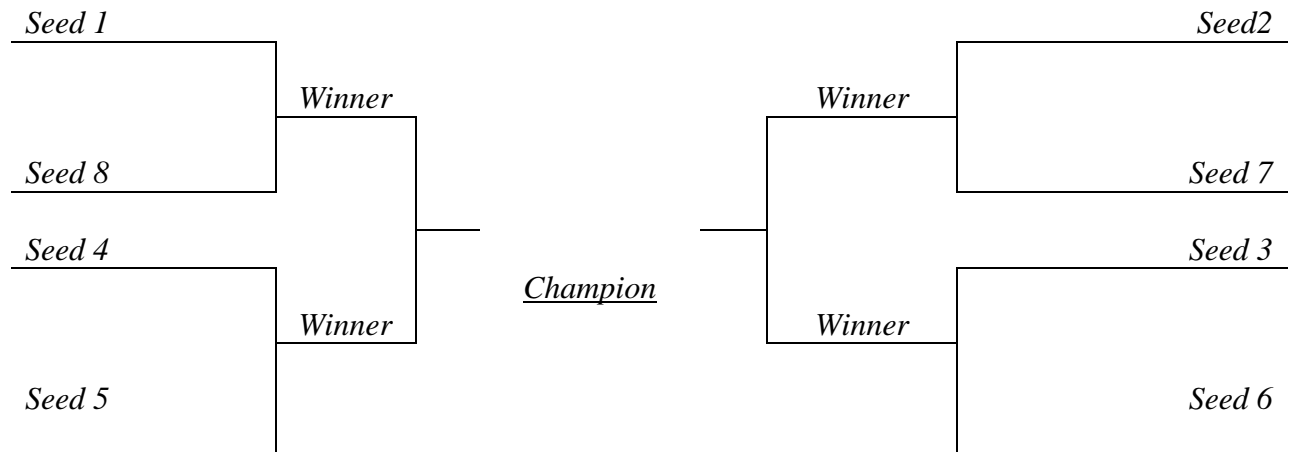 Seed 1
Seed2
Winner
Winner
Seed 8
Seed 7
Seed 4
Seed 3
Champion
Winner
Winner
Seed 5
Seed 6